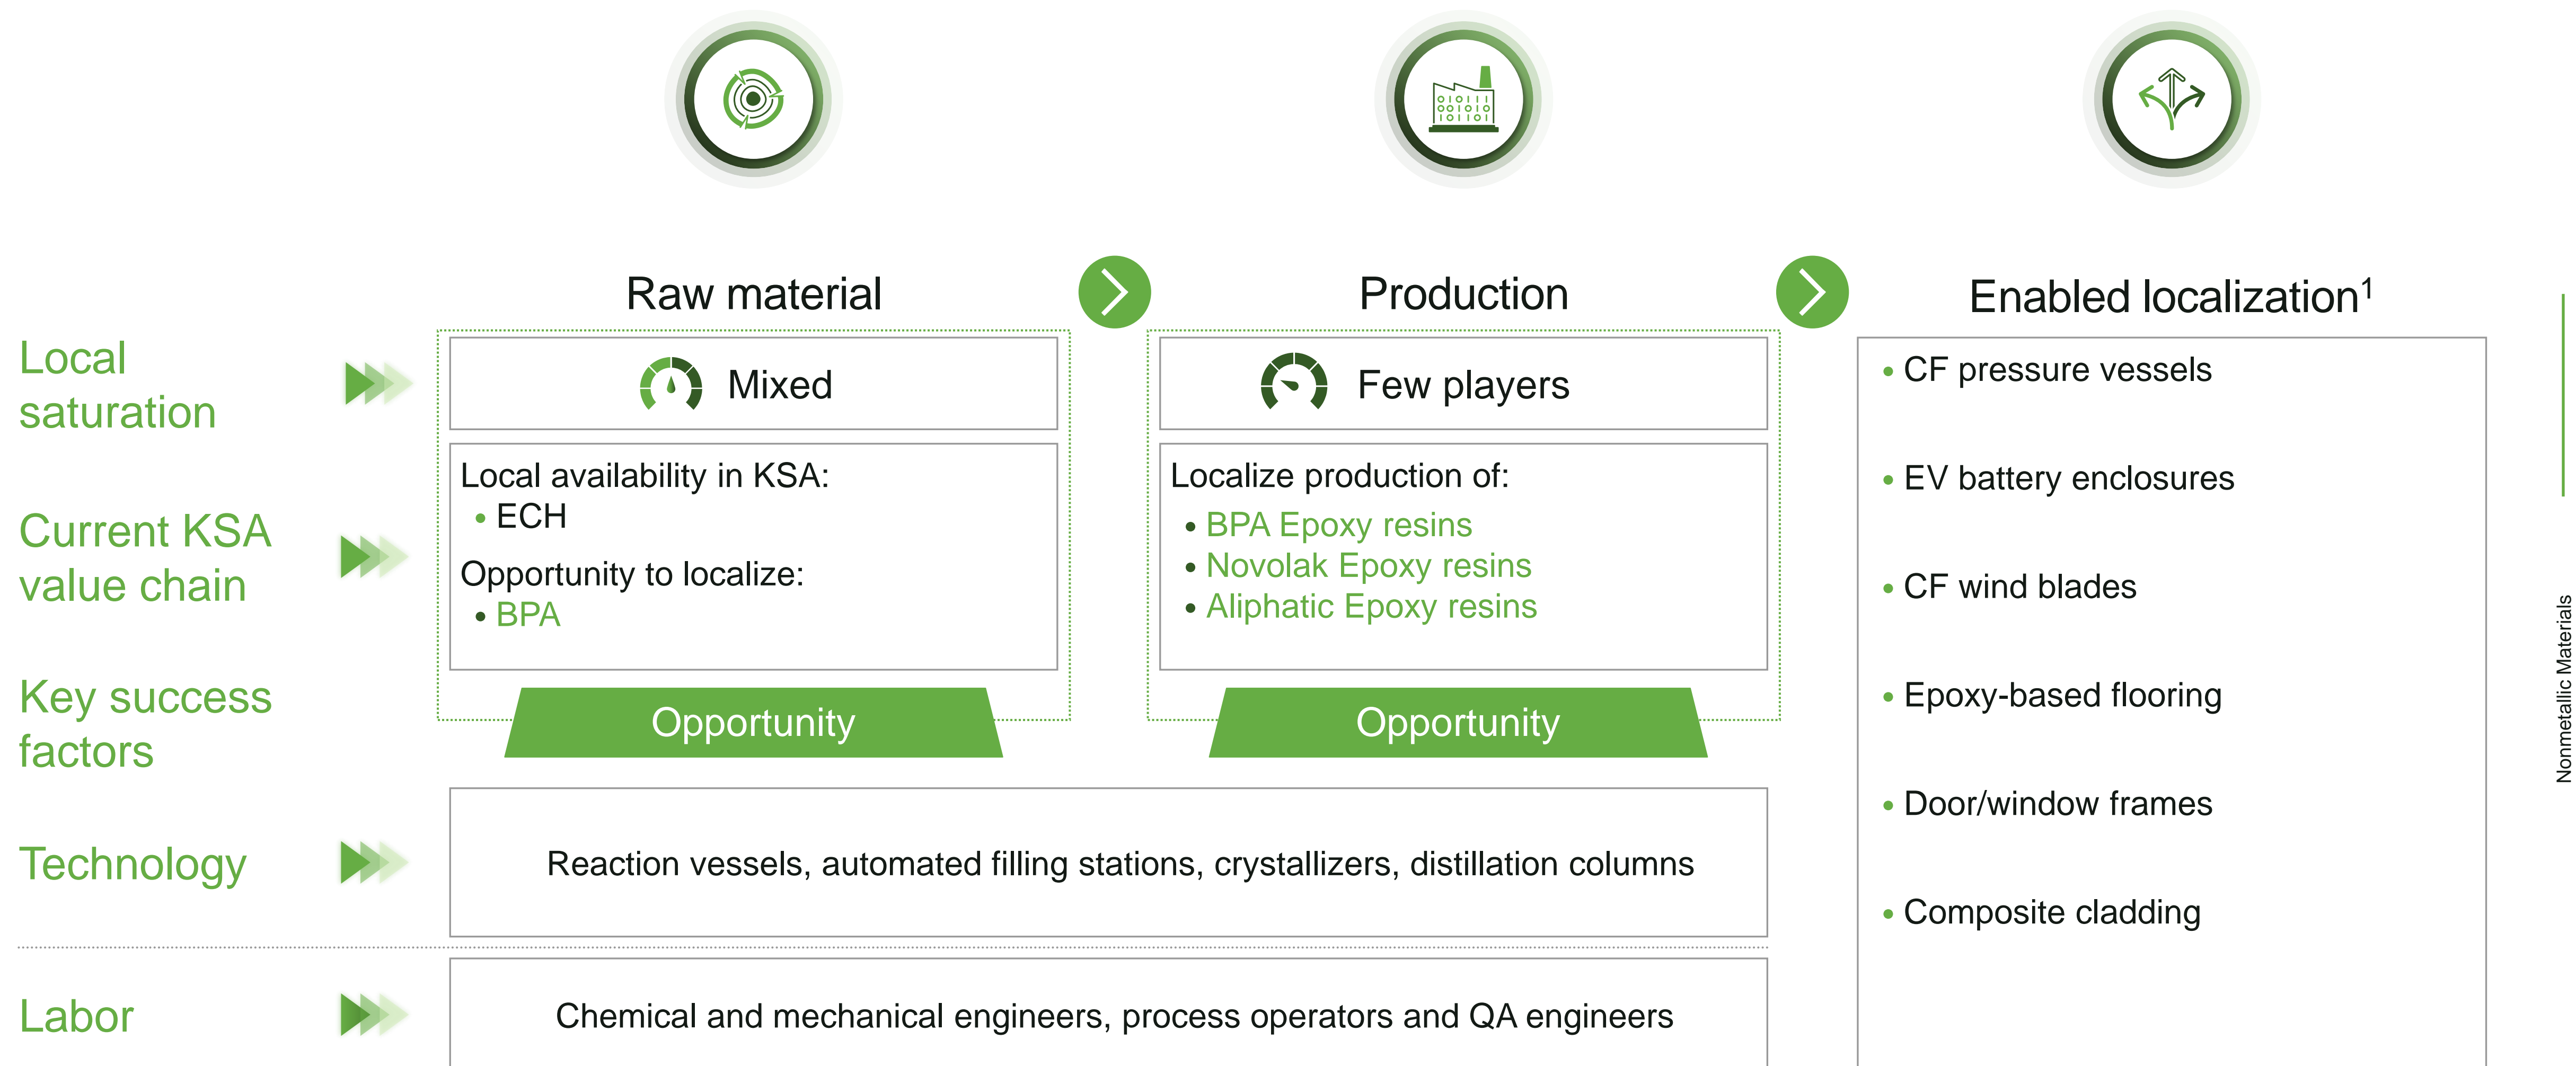 Raw material
Production
Enabled localization¹
Local
saturation
Mixed
Few players
Current KSA
value chain
Local availability in KSA:
• ECH
Opportunity to localize:
• BPA
Localize production of:
• BPA Epoxy resins
• Novolak Epoxy resins
• Aliphatic Epoxy resins
Key success
factors
Opportunity
Opportunity
Technology
Reaction vessels, automated filling stations, crystallizers, distillation columns
Labor
Chemical and mechanical engineers, process operators and QA engineers
• CF pressure vessels
• EV battery enclosures
• CF wind blades
• Epoxy-based flooring
• Door/window frames
• Composite cladding
Nonmetallic Materials
010111
001010
101101